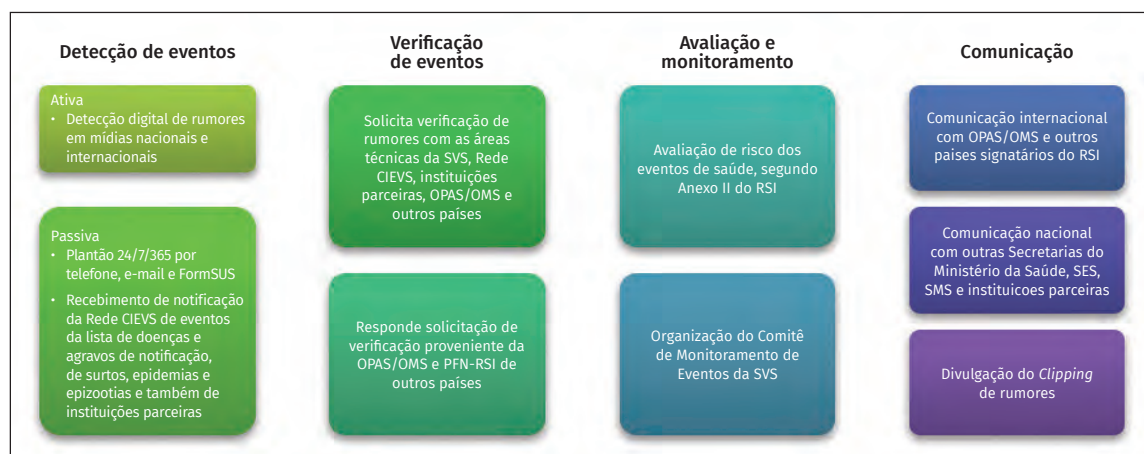 Detecção de eventos
Ativa
• Detecção digital de rumores
em mídias nacionais e
internacionais
Passiva
• Plantão 24/7/365 por
telefone, e-mail e FormSUS
• Recebimento de notificação
da Rede CIEVS de eventos
da lista de doenças e
agravos de notificação,
de surtos, epidemias e
epizootias e também de
instituições parceiras
Verificação
de eventos
Solicita verificação de
rumores com as áreas
técnicas da SVS, Rede
CIEVS, instituições
parceiras, OPAS/OMS e
outros países
Responde solicitação de
verificação proveniente da
OPAS/OMS e PFN-RSI de
outros países
Avaliação e
monitoramento
Avaliação de risco dos
eventos de saúde, segundo
Anexo II do RSI
Organização do Comitê
de Monitoramento de
Eventos da SVS
Comunicação
Comunicação internacional
com OPAS/OMS e outros
paises signatários do RSI
Comunicação nacional
com outras Secretarias do
Ministério da Saúde, SES,
SMS e instituicoes parceiras
Divulgação do Clipping
de rumores